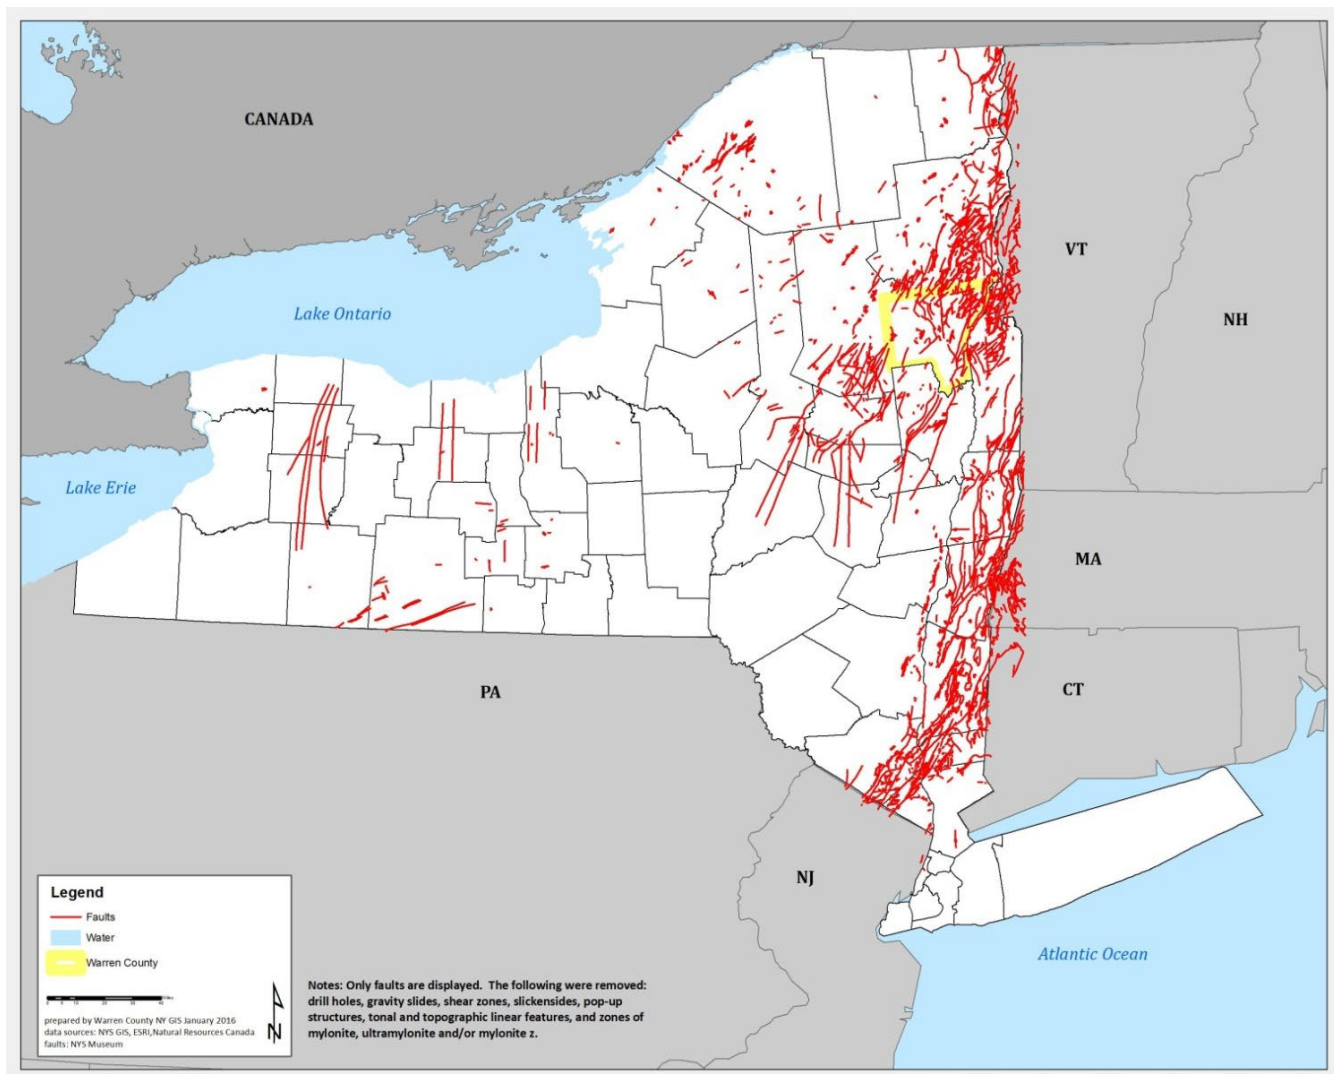 CANADA
VT
Lake Ontario
NH
Lake Erie
MA
PA
CT
NJ
Atlantic Ocean
Legend
Faults
Water
Warren County
prepared by Warren County NY GIS January 2016
data sources: NYS GIS, ESRI,Natural Resources Canada
faults: NYS Museum
N
Notes: Only faults are displayed.  The following were removed:
drill holes, gravity slides, shear zones, slickensides, pop-up
structures, tonal and topographic linear features, and zones of
mylonite, ultramylonite and/or mylonite z.